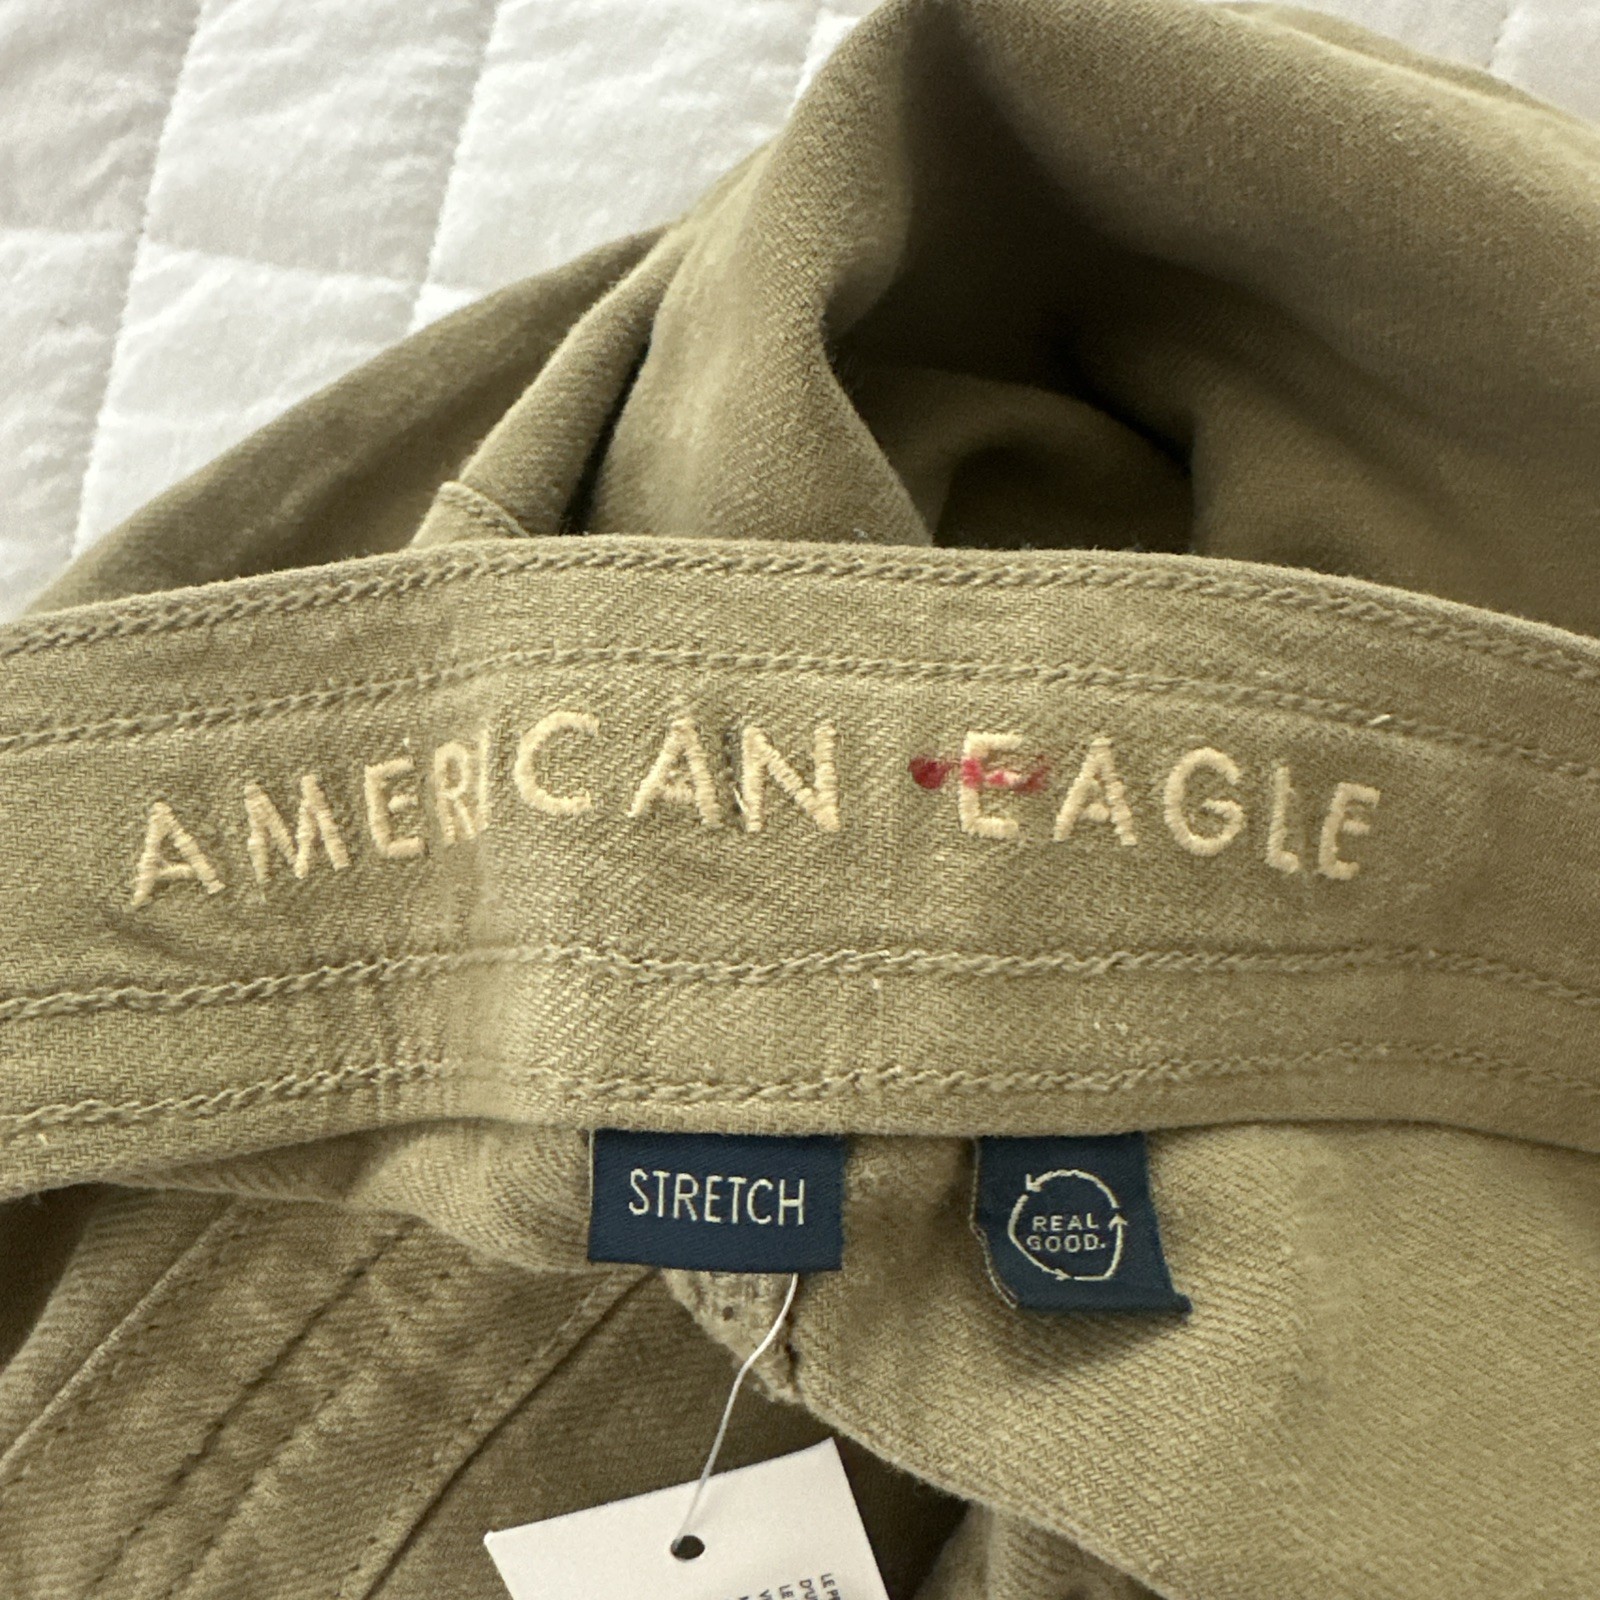 AMERICAN EAGLE
STRETCH
REAL
GOOD.